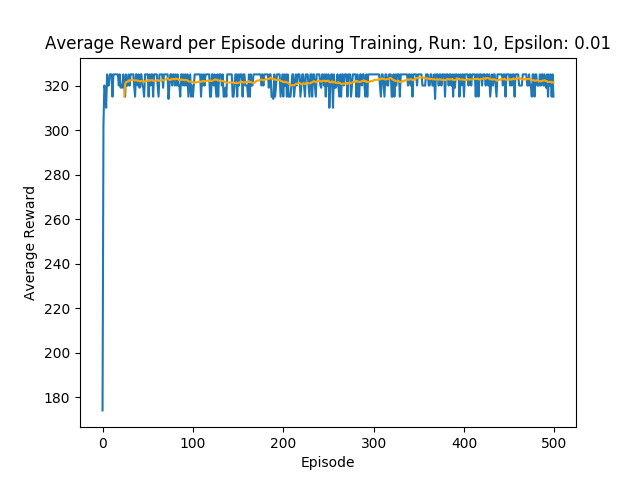 Average Reward per Episode during Training, Run: 10, Epsilon: 0.01
320
300
280
260
240
220
200
180
Average Reward
0 100 200 300 400 500
Episode